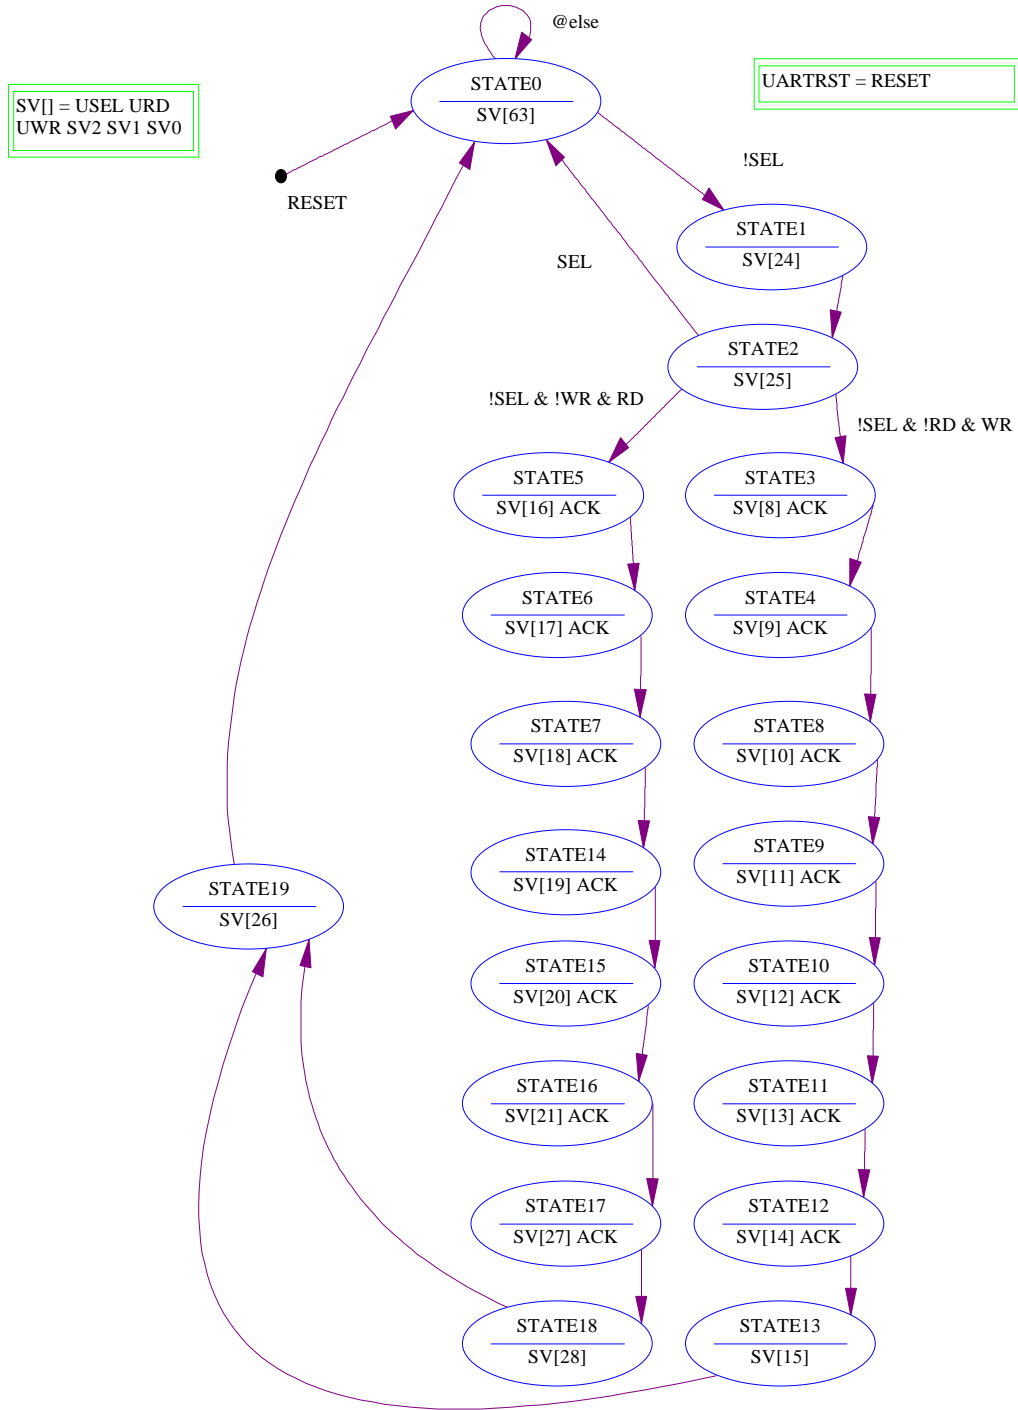 @else
STATE0
SV[63]
SV[] = USEL URD
UWR SV2 SV1 SV0
UARTRST = RESET
RESET
!SEL
STATE1
SV[24]
SEL
STATE2
SV[25]
!SEL & !WR & RD
!SEL & !RD & WR
STATE5
SV[16] ACK
STATE3
SV[8] ACK
STATE6
SV[17] ACK
STATE4
SV[9] ACK
STATE7
SV[18] ACK
STATE8
SV[10] ACK
STATE14
SV[19] ACK
STATE9
SV[11] ACK
STATE19
SV[26]
STATE15
SV[20] ACK
STATE10
SV[12] ACK
STATE16
SV[21] ACK
STATE11
SV[13] ACK
STATE17
SV[27] ACK
STATE12
SV[14] ACK
STATE18
SV[28]
STATE13
SV[15]